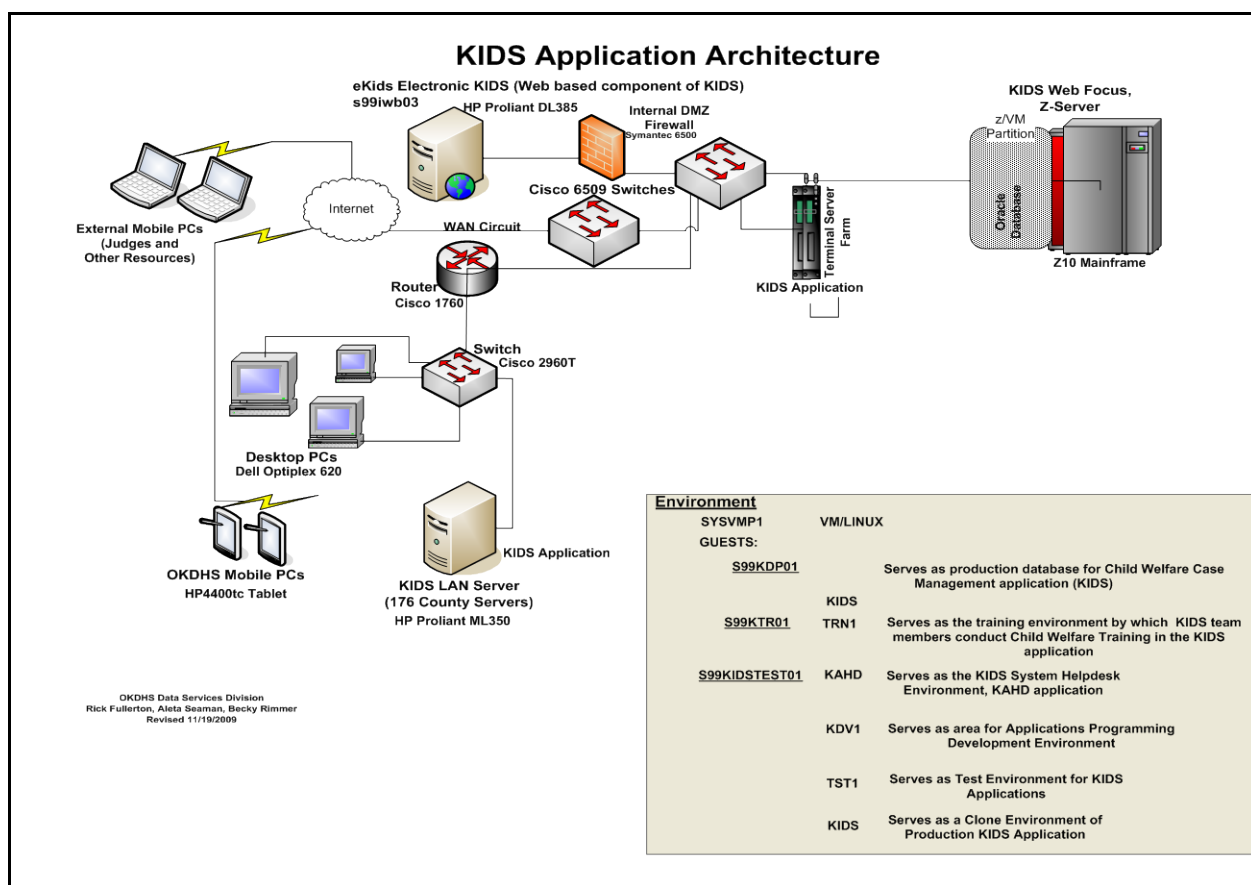 KIDS Application Architecture
eKids Electronic KIDS (Web based component of KIDS)
s99iwb03
HP Proliant DL385
Internal DMZ
Firewall
Symantec 6500
KIDS Web Focus,
Z-Server
z/VM
Partition
Oracle
Database
Z10 Mainframe
Cisco 6509 Switches
Terminal Server
Farm
KIDS Application
Internet
External Mobile PCs
(Judges and
Other Resources)
WAN Circuit
Router
Cisco 1760
Switch
Cisco 2960T
Desktop PCs
Dell Optiplex 620
OKDHS Mobile PCs
HP4400tc Tablet
KIDS Application
KIDS LAN Server
(176 County Servers)
HP Proliant ML350
OKDHS Data Services Division
Rick Fullerton, Aleta Seaman, Becky Rimmer
Revised 11/19/2009
Environment
SYSVMP1 VM/LINUX
GUESTS:
S99KDP01 Serves as production database for Child Welfare Case
Management application (KIDS)
KIDS
S99KTR01 TRN1 Serves as the training environment by which KIDS team
members conduct Child Welfare Training in the KIDS
application
S99KIDSTEST01 KAHD Serves as the KIDS System Helpdesk
Environment, KAHD application
KDV1 Serves as area for Applications Programming
Development Environment
TST1 Serves as Test Environment for KIDS
Applications
KIDS Serves as a Clone Environment of
Production KIDS Application